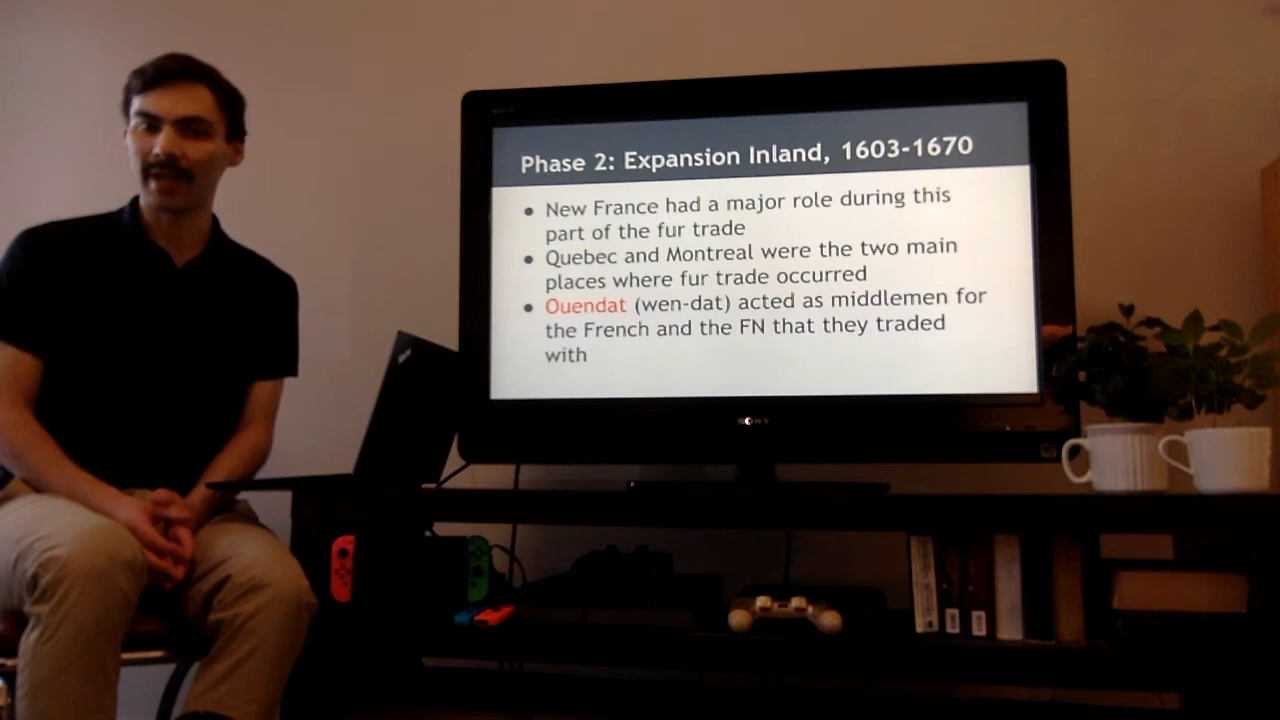 Phase 2: Expansion Inland, 1603-1670
● New France had a major role during this
part of the fur trade
● Quebec and Montreal were the two main
places where fur trade occurred
● Ouendat (wen-dat) acted as middlemen for
the French and the FN that they traded
with
SONY